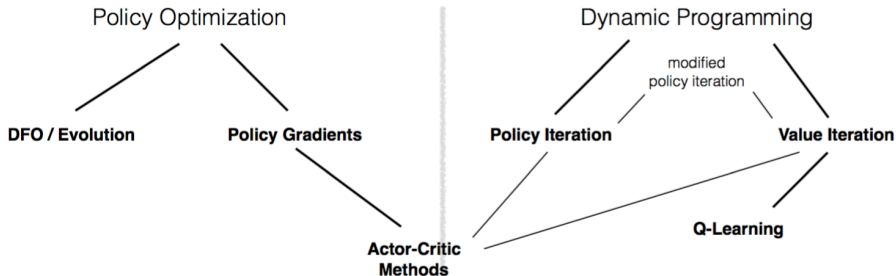 Policy Optimization
Dynamic Programming
modified
policy iteration
DFO / Evolution
Policy Gradients
Policy Iteration
Value Iteration
Q-Learning
Actor-Critic
Methods